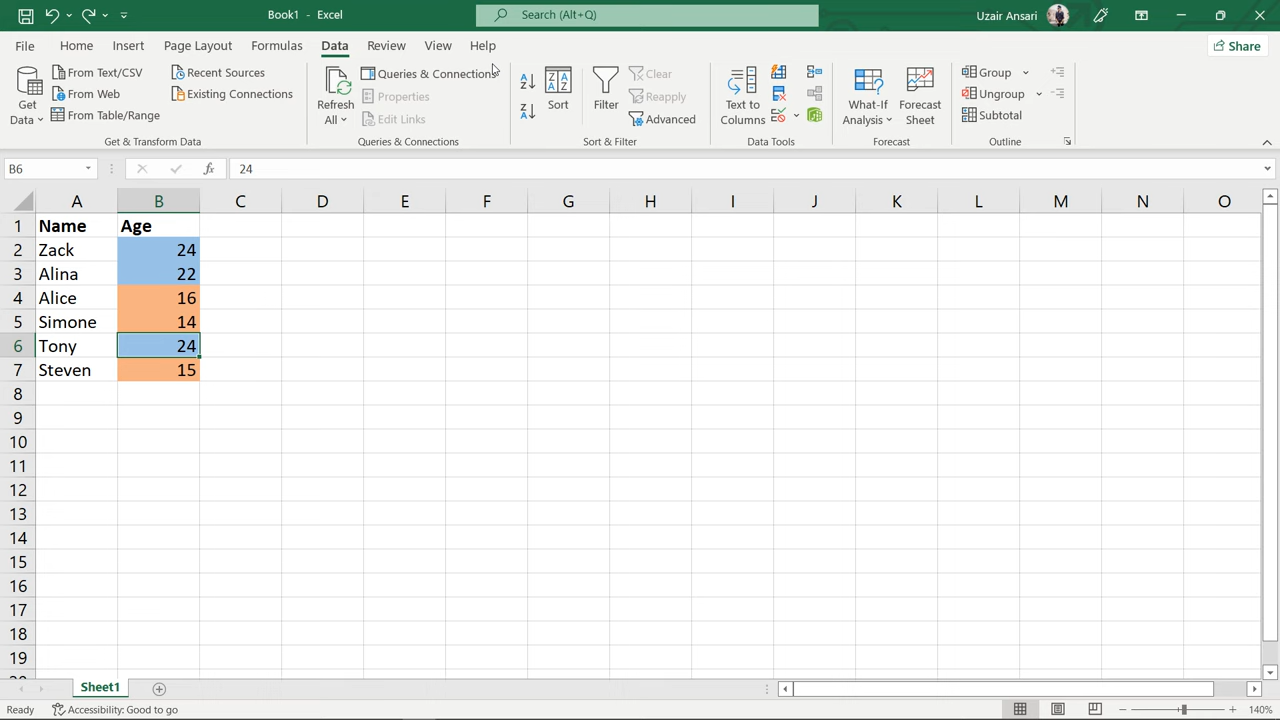 Book1 - Excel
Search (Alt+Q)
Uzair Ansari
File Home Insert Page Layout Formulas Data Review View Help
Share
Get Data
From Text/CSV
From Web
From Table/Range
Recent Sources
Existing Connections
Get & Transform Data
Refresh All
Queries & Connections
Properties
Edit Links
Queries & Connections
Sort
Filter
Clear
Reapply
Advanced
Sort & Filter
Text to Columns
Data Tools
What-If Analysis
Forecast Sheet
Forecast
Group
Ungroup
Subtotal
Outline
B6 fx 24
A B C D E F G H I J K L M N O
1 Name Age
2 Zack 24
3 Alina 22
4 Alice 16
5 Simone 14
6 Tony 24
7 Steven 15
8
9
10
11
12
13
14
15
16
17
18
19
Sheet1
Ready Accessibility: Good to go 140%